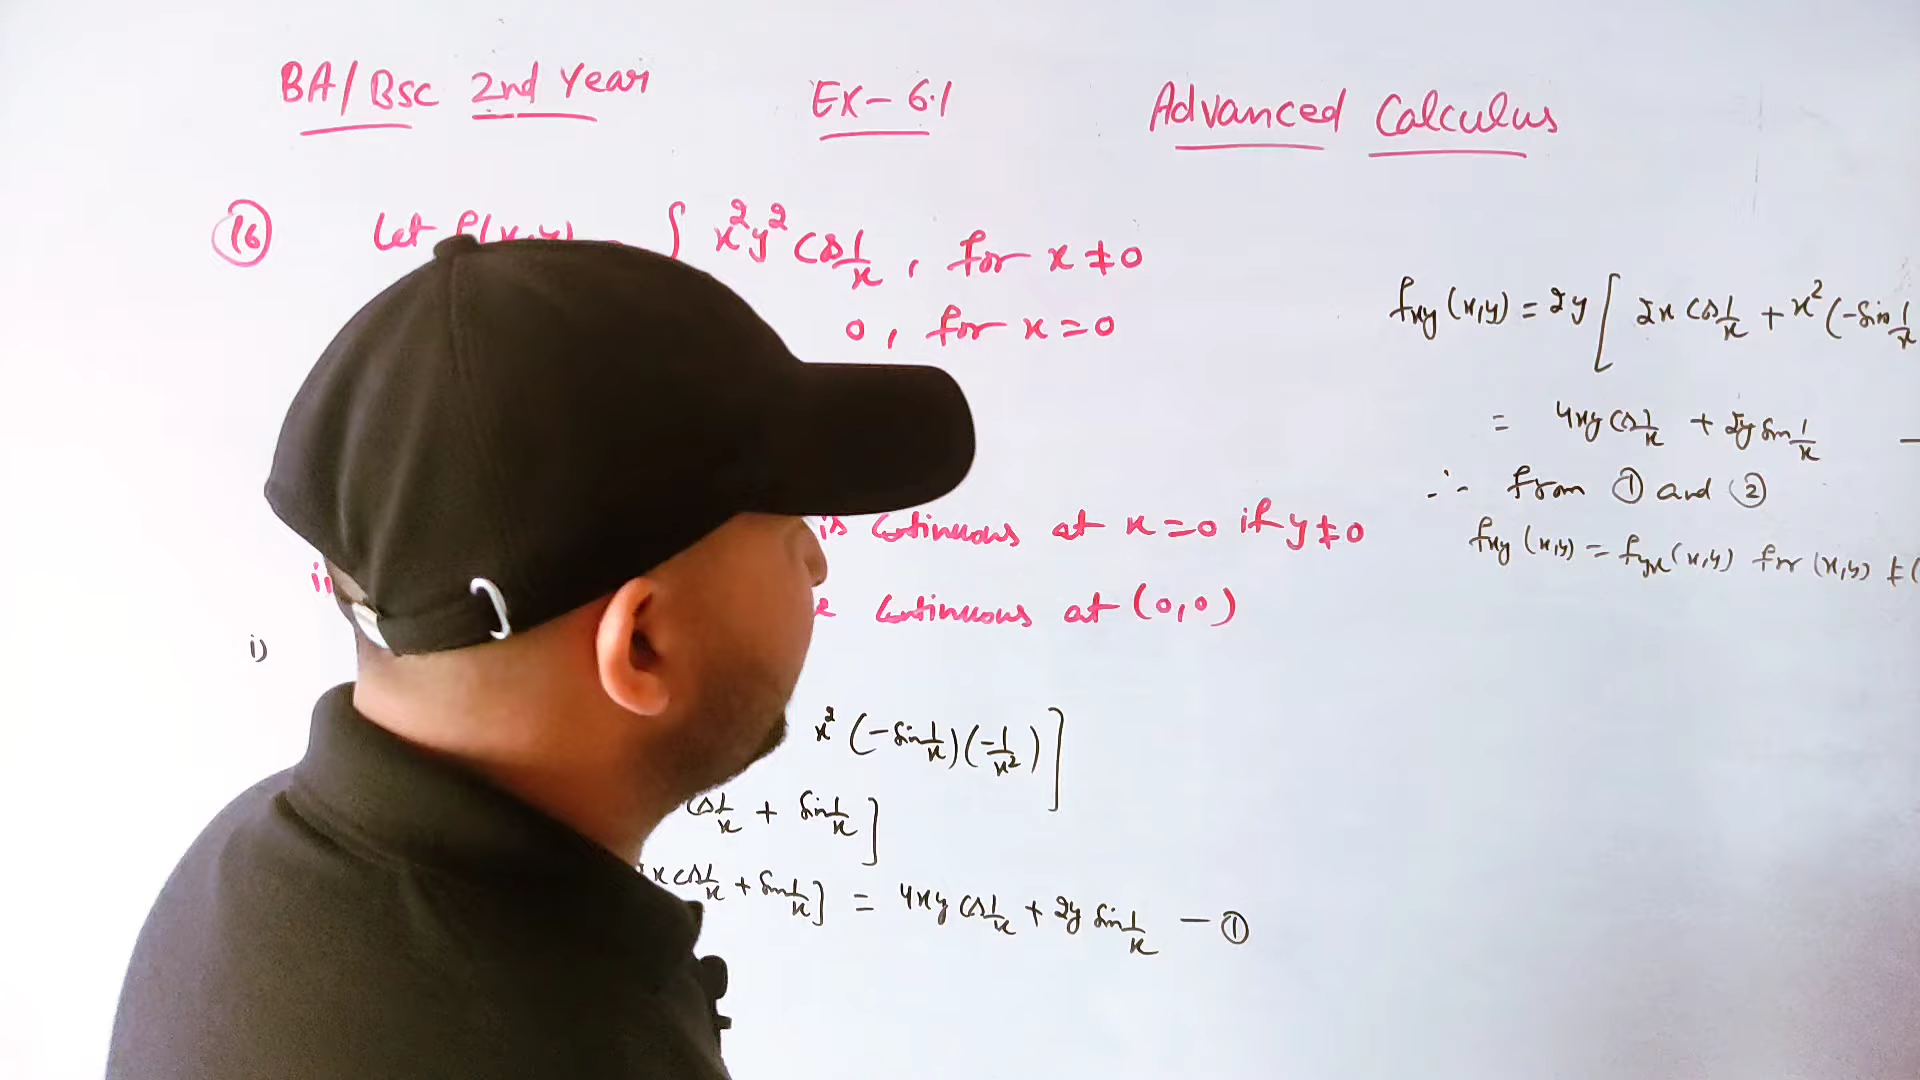 BA/BSC 2nd Year EX-6.1 Advanced Calculus
(16) Let f(x,y) = { x²y² cos 1/x, for x ≠ 0
0, for x = 0
is continuous at x = 0 if y ≠ 0
continuous at (0,0)
i)
x² (-sin 1/x)(-1/x²)]
cos 1/x + sin 1/x]
x cos 1/x + sin 1/x] = 4xy cos 1/x + 2y sin 1/x — ①
fxy (x,y) = 2y [ 2x cos 1/x + x² (-sin 1/x
= 4xy cos 1/x + 2y sin 1/x —
∴ from ① and ②
fxy (x,y) = fyx (x,y) for (x,y) ≠ (